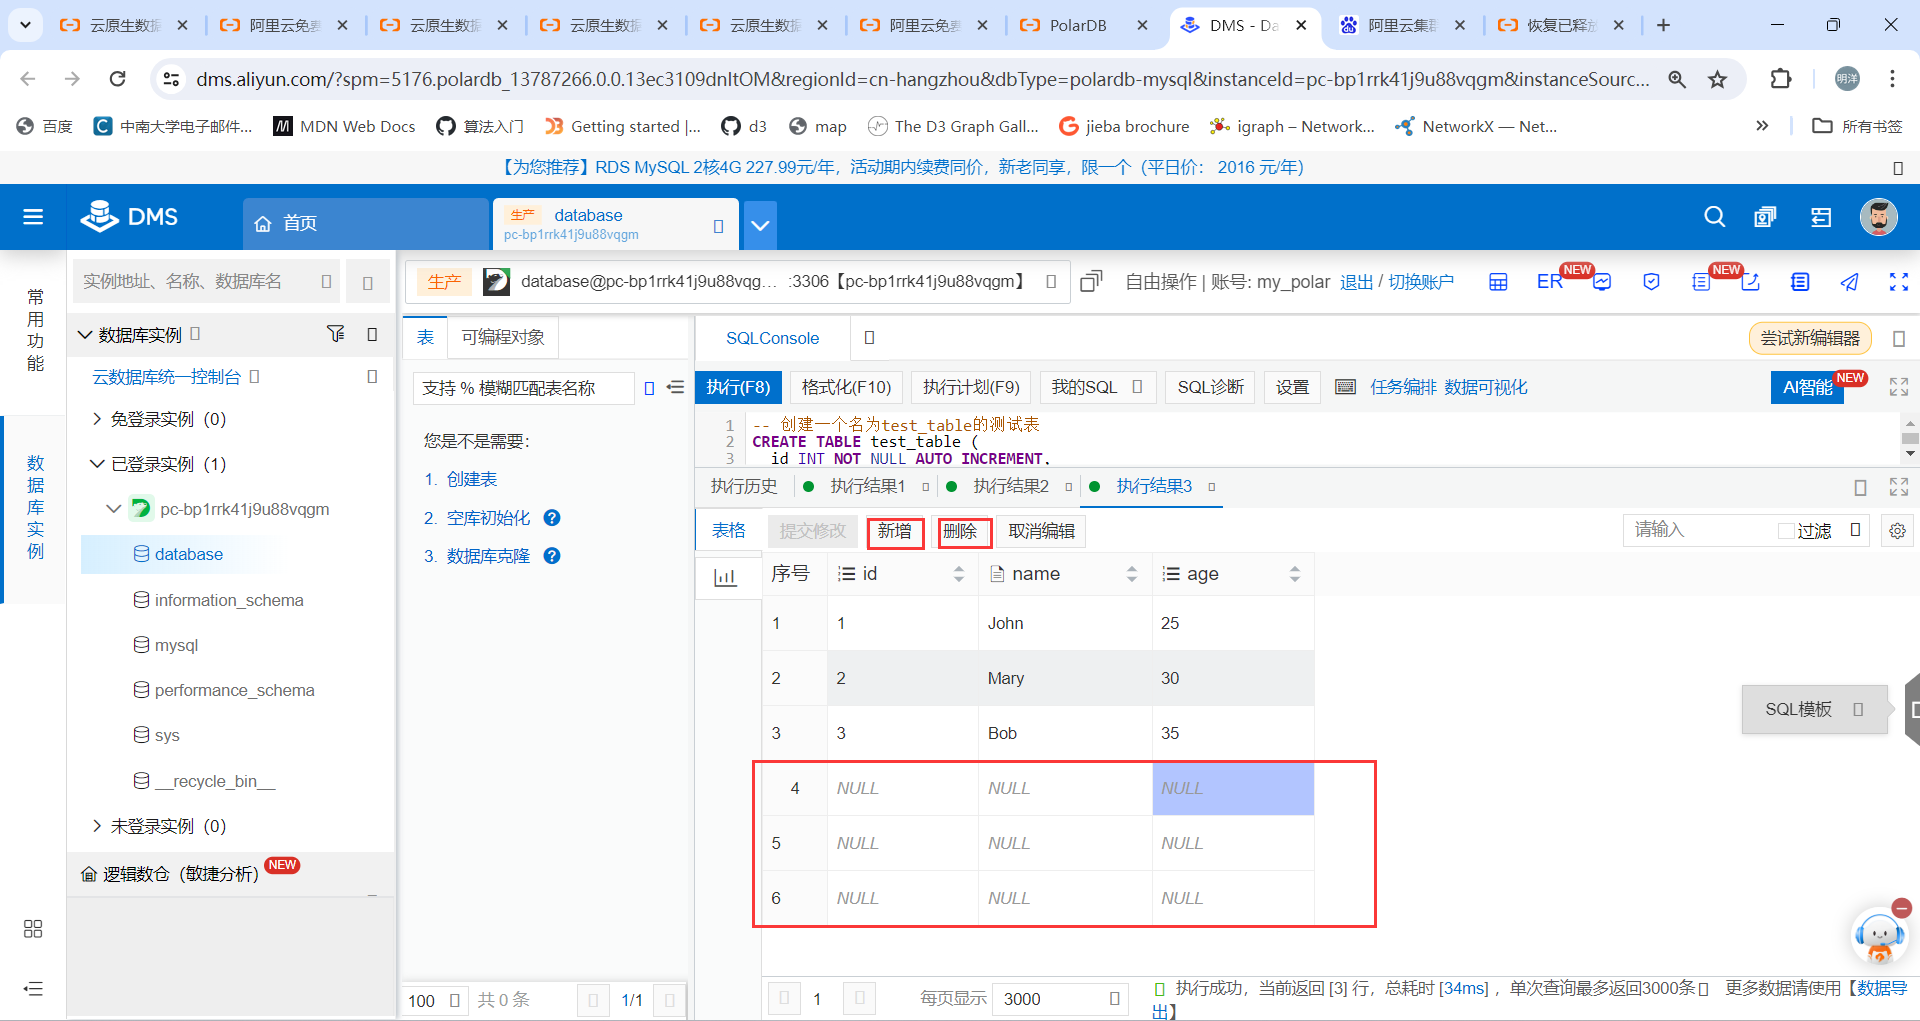 云原生数据
阿里云免费
云原生数据
云原生数据
云原生数据
阿里云免费
PolarDB
DMS - Da
阿里云集群
恢复已释放
dms.aliyun.com/?spm=5176.polardb_13787266.0.0.13ec3109dnItOM&regionId=cn-hangzhou&dbType=polardb-mysql&instanceId=pc-bp1rrk41j9u88vqgm&instanceSourc...
明洋
百度
中南大学电子邮件...
MDN Web Docs
算法入门
Getting started |...
d3
map
The D3 Graph Gall...
jieba brochure
igraph – Network...
NetworkX — Net...
所有书签
【为您推荐】RDS MySQL 2核4G 227.99元/年，活动期内续费同价，新老同享，限一个（平日价： 2016 元/年）
DMS
首页
生产 database
pc-bp1rrk41j9u88vqgm
常用功能
数据库实例
实例地址、名称、数据库名
数据库实例
云数据库统一控制台
免登录实例（0）
已登录实例（1）
pc-bp1rrk41j9u88vqgm
database
information_schema
mysql
performance_schema
sys
__recycle_bin__
未登录实例（0）
逻辑数仓（敏捷分析） NEW
生产 database@pc-bp1rrk41j9u88vqg... :3306【pc-bp1rrk41j9u88vqgm】
自由操作 | 账号: my_polar 退出 / 切换账户
ER NEW NEW
表 可编程对象
支持 % 模糊匹配表名称
您是不是需要：
1. 创建表
2. 空库初始化
3. 数据库克隆
100 共 0 条 1/1
SQLConsole
尝试新编辑器
执行(F8) 格式化(F10) 执行计划(F9) 我的SQL SQL诊断 设置 任务编排 数据可视化 AI智能 NEW
1 -- 创建一个名为test_table的测试表
2 CREATE TABLE test_table (
3 id INT NOT NULL AUTO_INCREMENT,
执行历史 执行结果1 执行结果2 执行结果3
表格 提交修改 新增 删除 取消编辑 请输入 过滤
序号 id name age
1 1 John 25
2 2 Mary 30
3 3 Bob 35
4 NULL NULL NULL
5 NULL NULL NULL
6 NULL NULL NULL
SQL模板
1 每页显示 3000
执行成功，当前返回 [3] 行，总耗时 [34ms] ，单次查询最多返回3000条 更多数据请使用【数据导
出】